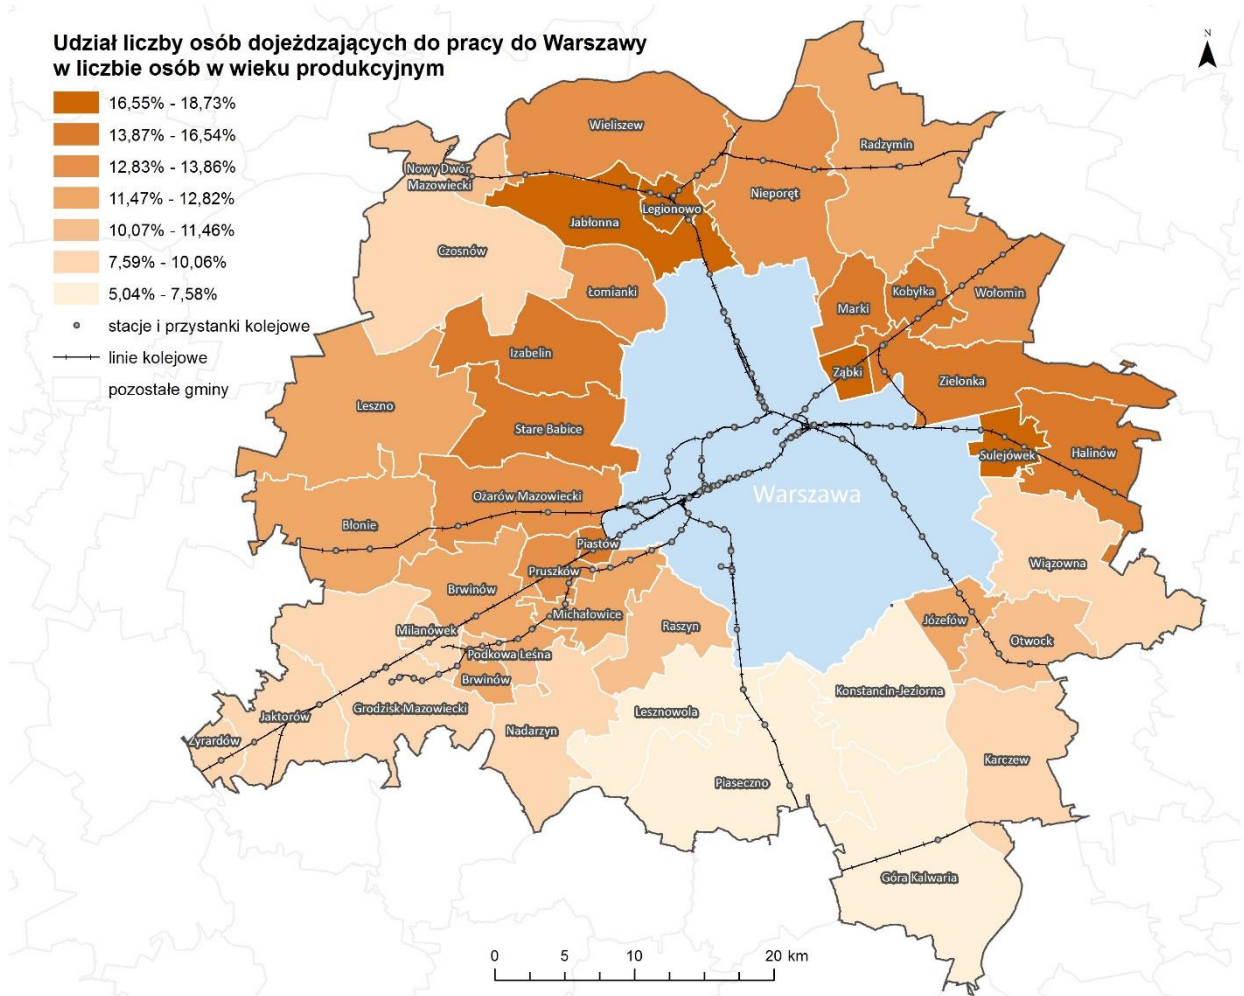 Udział liczby osób dojeżdzających do pracy do Warszawy
w liczbie osób w wieku produkcyjnym
16,55% - 18,73%
13,87% - 16,54%
12,83% - 13,86%
11,47% - 12,82%
10,07% - 11,46%
7,59% - 10,06%
5,04% - 7,58%
stacje i przystanki kolejowe
linie kolejowe
pozostałe gminy
N
Wieliszew
Radzymin
Nowy Dwór
Mazowiecki
Nieporęt
Legionowo
Jabłonna
Czosnów
Łomianki
Kobyłka
Wołomin
Marki
Izabelin
Ząbki
Zielonka
Leszno
Stare Babice
Sulejówek
Halinów
Ożarów Mazowiecki
Warszawa
Błonie
Piastów
Pruszków
Wiązowna
Brwinów
Michałowice
Józefów
Raszyn
Milanówek
Otwock
Podkowa Leśna
Brwinów
Konstancin-Jeziorna
Grodzisk Mazowiecki
Lesznowola
Jaktorów
Nadarzyn
Żyrardów
Karczew
Piaseczno
Góra Kalwaria
0 5 10 20 km